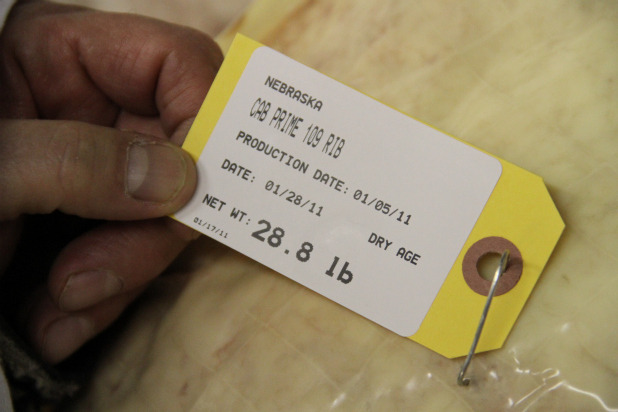 NEBRASKA
CAB PRIME 109 RIB
PRODUCTION DATE: 01/05/11
DATE: 01/28/11
DRY AGE
NET WT: 28.8 lb
01/17/11